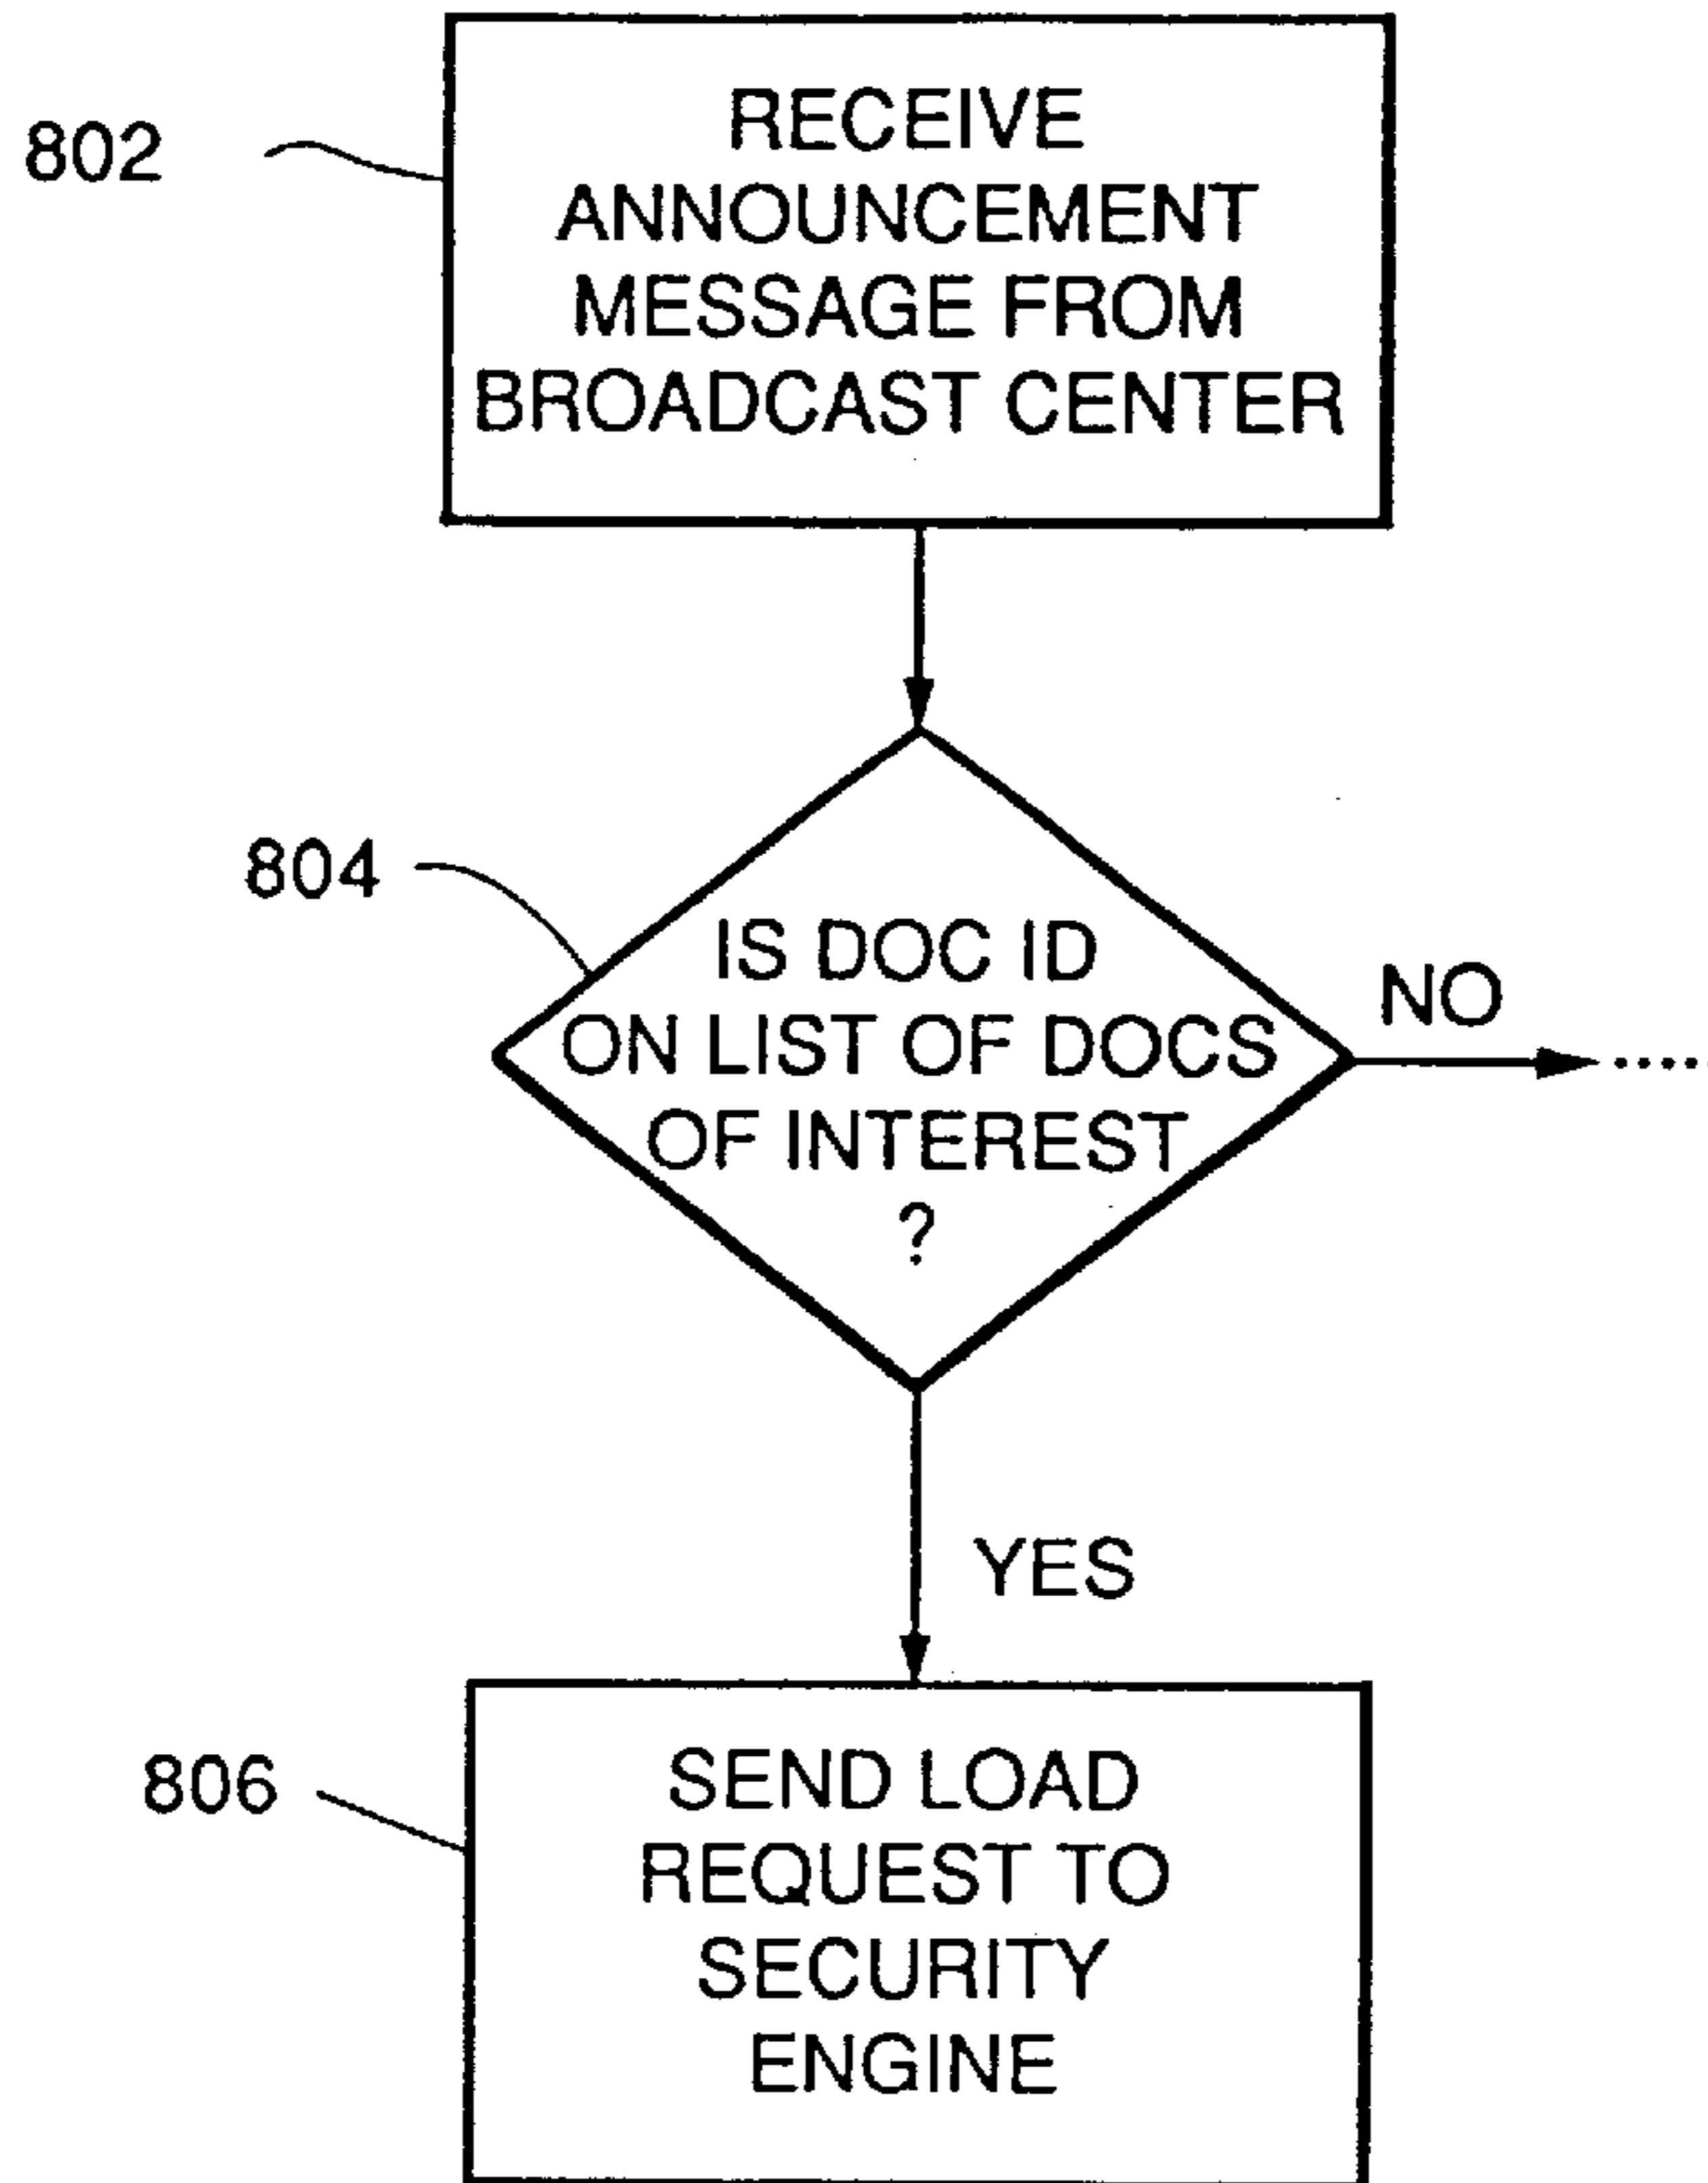 802
RECEIVE
ANNOUNCEMENT
MESSAGE FROM
BROADCAST CENTER
804
IS DOC ID
ON LIST OF DOCS
OF INTEREST
?
NO
....
YES
806
SEND LOAD
REQUEST TO
SECURITY
ENGINE